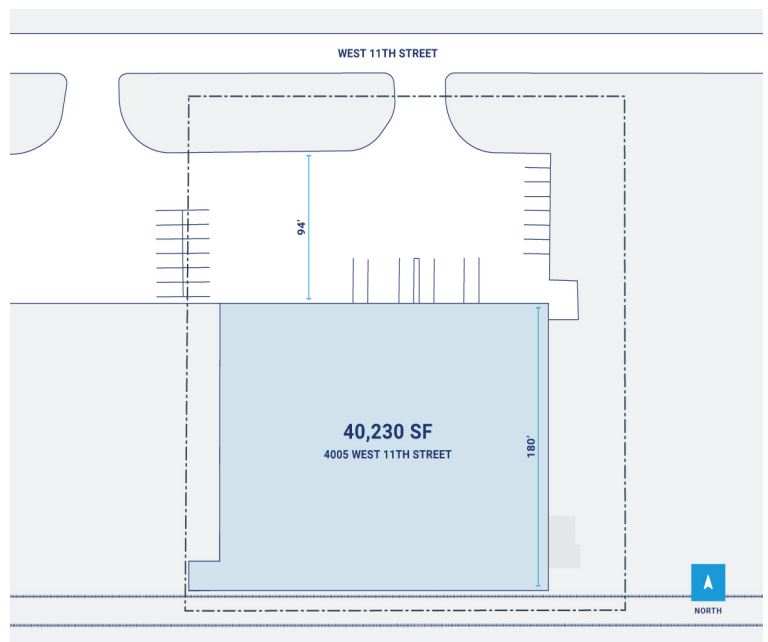 WEST 11TH STREET
94'
40,230 SF
4005 WEST 11TH STREET
180'
NORTH